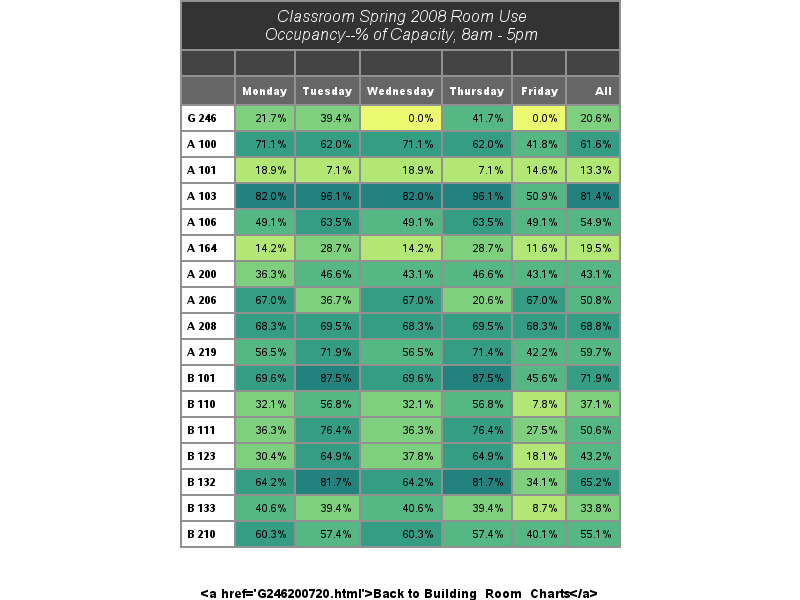 Classroom Spring 2008 Room Use
Occupancy--% of Capacity, 8am - 5pm
Monday Tuesday Wednesday Thursday Friday All
G 246 21.7% 39.4% 0.0% 41.7% 0.0% 20.6%
A 100 71.1% 62.0% 71.1% 62.0% 41.8% 61.6%
A 101 18.9% 7.1% 18.9% 7.1% 14.6% 13.3%
A 103 82.0% 96.1% 82.0% 96.1% 50.9% 81.4%
A 106 49.1% 63.5% 49.1% 63.5% 49.1% 54.9%
A 164 14.2% 28.7% 14.2% 28.7% 11.6% 19.5%
A 200 36.3% 46.6% 43.1% 46.6% 43.1% 43.1%
A 206 67.0% 36.7% 67.0% 20.6% 67.0% 50.8%
A 208 68.3% 69.5% 68.3% 69.5% 68.3% 68.8%
A 219 56.5% 71.9% 56.5% 71.4% 42.2% 59.7%
B 101 69.6% 87.5% 69.6% 87.5% 45.6% 71.9%
B 110 32.1% 56.8% 32.1% 56.8% 7.8% 37.1%
B 111 36.3% 76.4% 36.3% 76.4% 27.5% 50.6%
B 123 30.4% 64.9% 37.8% 64.9% 18.1% 43.2%
B 132 64.2% 81.7% 64.2% 81.7% 34.1% 65.2%
B 133 40.6% 39.4% 40.6% 39.4% 8.7% 33.8%
B 210 60.3% 57.4% 60.3% 57.4% 40.1% 55.1%
<a href='G246200720.html'>Back to Building_Room_Charts</a>